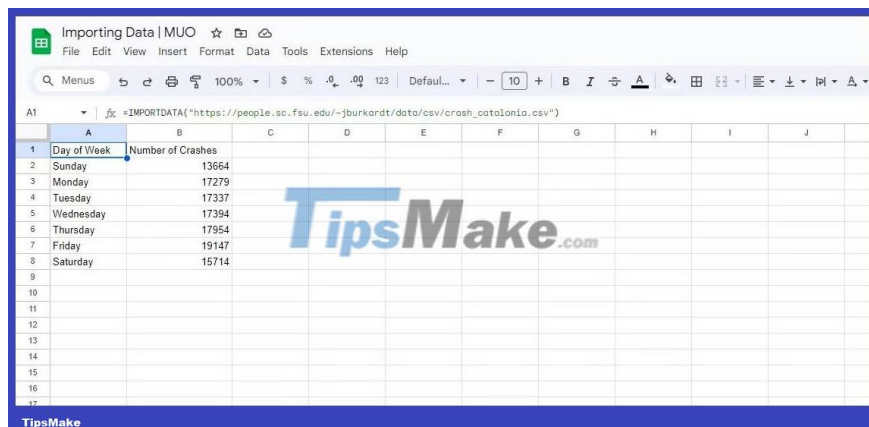 Importing Data | MUO
File Edit View Insert Format Data Tools Extensions Help
Menus 100% $ % .0 .00 123 Defaul... − 10 + B I A
A1 fx =IMPORTDATA("https://people.sc.fsu.edu/~jburkardt/data/csv/crash_catalonia.csv")
A B C D E F G H I J
1 Day of Week Number of Crashes
2 Sunday 13664
3 Monday 17279
4 Tuesday 17337
5 Wednesday 17394
6 Thursday 17954
7 Friday 19147
8 Saturday 15714
9
10
11
12
13
14
15
16
17
TipsMake.com
TipsMake